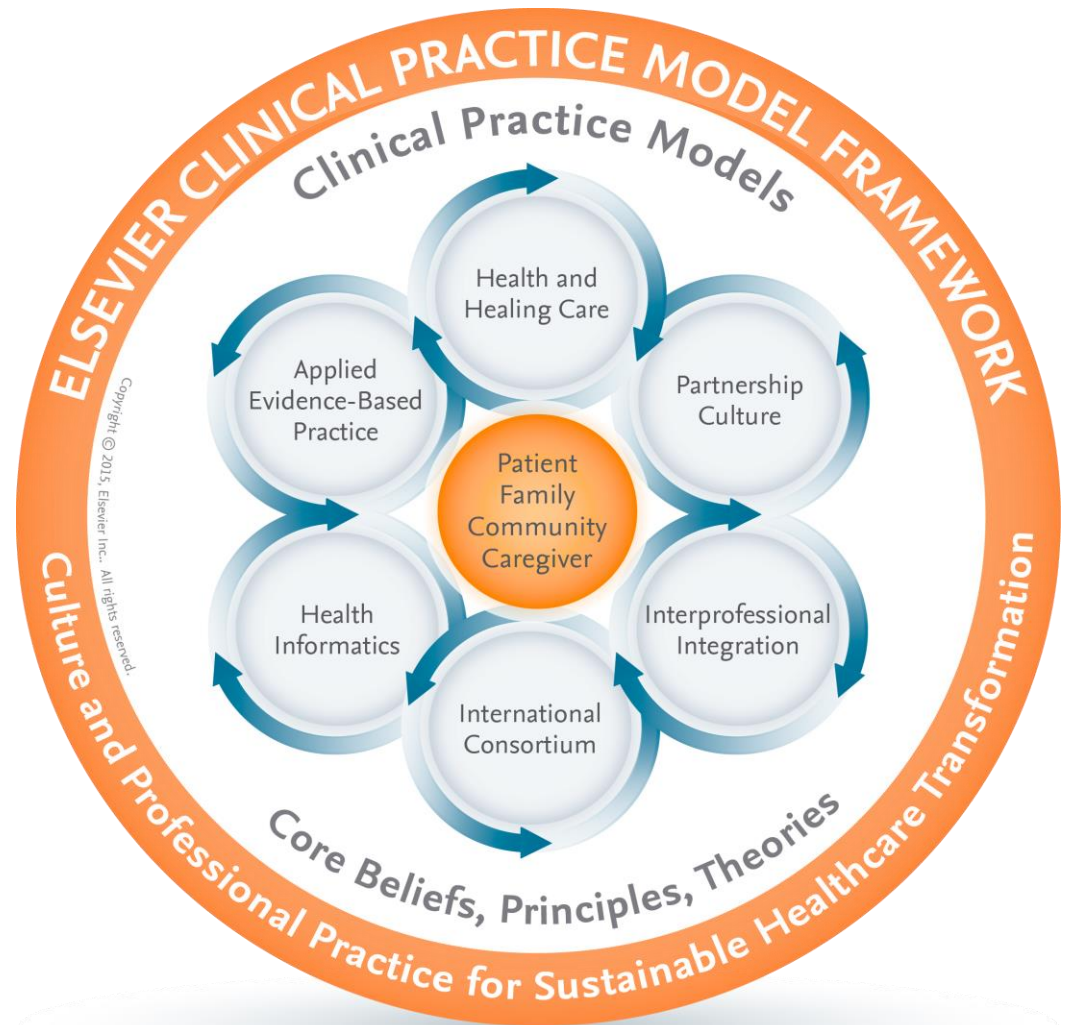 ELSEVIER CLINICAL PRACTICE MODEL FRAMEWORK
Clinical Practice Models
Health and
Healing Care
Applied
Evidence-Based
Practice
Partnership
Culture
Patient
Family
Community
Caregiver
Health
Informatics
Interprofessional
Integration
International
Consortium
Core Beliefs, Principles, Theories
Culture and Professional Practice for Sustainable Healthcare Transformation
Copyright © 2015, Elsevier Inc.. All rights reserved.